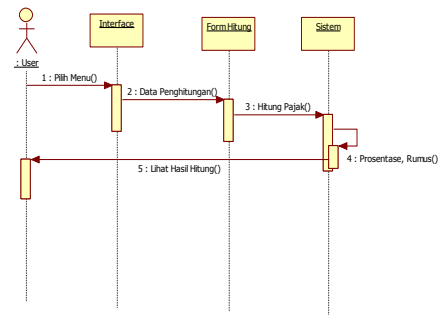 Interface
Form Hitung
Sistem
: User
1 : Pilih Menu()
2 : Data Penghitungan()
3 : Hitung Pajak()
4 : Prosentase, Rumus()
5 : Lihat Hasil Hitung()